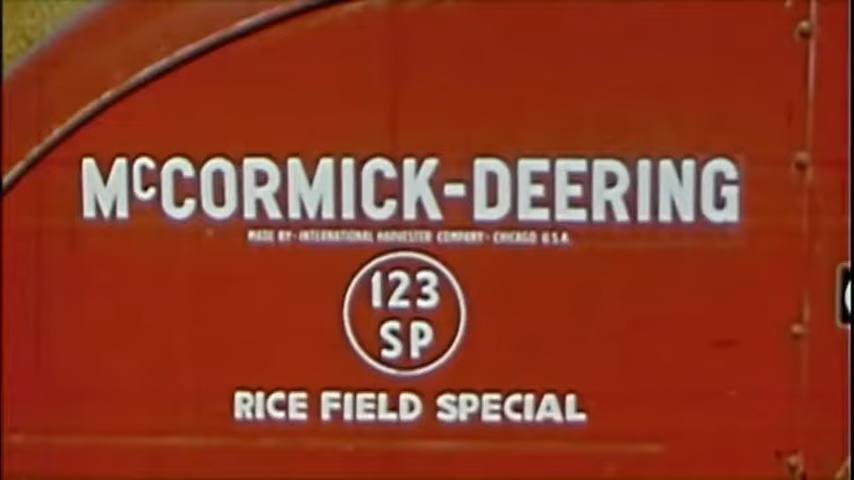 McCORMICK-DEERING
MADE BY - INTERNATIONAL HARVESTER COMPANY - CHICAGO U.S.A.
123
SP
RICE FIELD SPECIAL